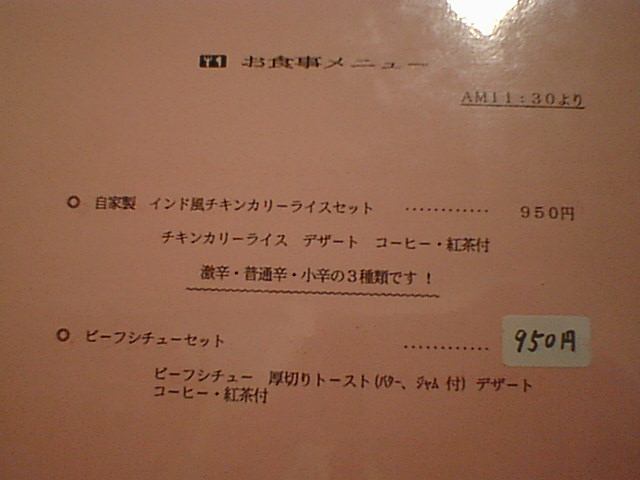 お食事メニュー
AM11：30より
○ 自家製 インド風チキンカリーライスセット ………… 950円
チキンカリーライス デザート コーヒー・紅茶付
激辛・普通辛・小辛の3種類です！
○ ビーフシチューセット ………… 950円
ビーフシチュー 厚切りトースト(ﾊﾞﾀｰ、ｼﾞｬﾑ 付) デザート
コーヒー・紅茶付